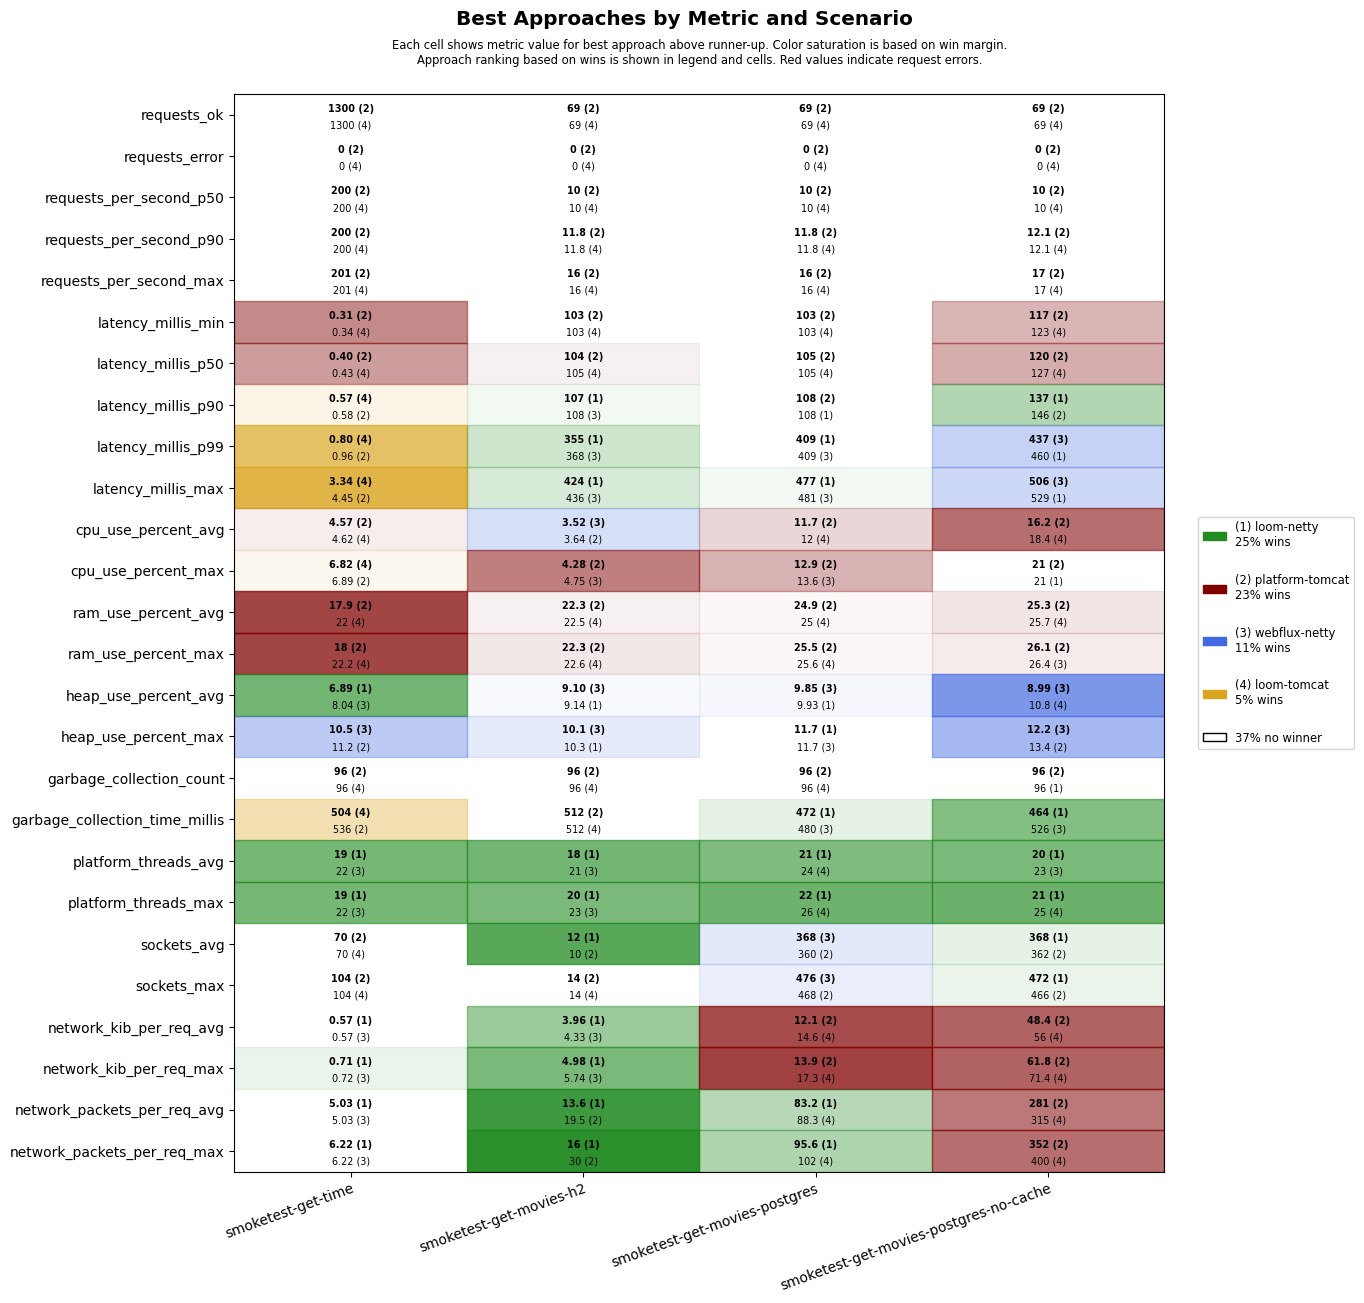 Best Approaches by Metric and Scenario
Each cell shows metric value for best approach above runner-up. Color saturation is based on win margin.
Approach ranking based on wins is shown in legend and cells. Red values indicate request errors.
requests_ok
1300 (2) 69 (2) 69 (2) 69 (2)
1300 (4) 69 (4) 69 (4) 69 (4)
requests_error
0 (2) 0 (2) 0 (2) 0 (2)
0 (4) 0 (4) 0 (4) 0 (4)
requests_per_second_p50
200 (2) 10 (2) 10 (2) 10 (2)
200 (4) 10 (4) 10 (4) 10 (4)
requests_per_second_p90
200 (2) 11.8 (2) 11.8 (2) 12.1 (2)
200 (4) 11.8 (4) 11.8 (4) 12.1 (4)
requests_per_second_max
201 (2) 16 (2) 16 (2) 17 (2)
201 (4) 16 (4) 16 (4) 17 (4)
latency_millis_min
0.31 (2) 103 (2) 103 (2) 117 (2)
0.34 (4) 103 (4) 103 (4) 123 (4)
latency_millis_p50
0.40 (2) 104 (2) 105 (2) 120 (2)
0.43 (4) 105 (4) 105 (4) 127 (4)
latency_millis_p90
0.57 (4) 107 (1) 108 (2) 137 (1)
0.58 (2) 108 (3) 108 (1) 146 (2)
latency_millis_p99
0.80 (4) 355 (1) 409 (1) 437 (3)
0.96 (2) 368 (3) 409 (3) 460 (1)
latency_millis_max
3.34 (4) 424 (1) 477 (1) 506 (3)
4.45 (2) 436 (3) 481 (3) 529 (1)
cpu_use_percent_avg
4.57 (2) 3.52 (3) 11.7 (2) 16.2 (2)
4.62 (4) 3.64 (2) 12 (4) 18.4 (4)
cpu_use_percent_max
6.82 (4) 4.28 (2) 12.9 (2) 21 (2)
6.89 (2) 4.75 (3) 13.6 (3) 21 (1)
ram_use_percent_avg
17.9 (2) 22.3 (2) 24.9 (2) 25.3 (2)
22 (4) 22.5 (4) 25 (4) 25.7 (4)
ram_use_percent_max
18 (2) 22.3 (2) 25.5 (2) 26.1 (2)
22.2 (4) 22.6 (4) 25.6 (4) 26.4 (3)
heap_use_percent_avg
6.89 (1) 9.10 (3) 9.85 (3) 8.99 (3)
8.04 (3) 9.14 (1) 9.93 (1) 10.8 (4)
heap_use_percent_max
10.5 (3) 10.1 (3) 11.7 (1) 12.2 (3)
11.2 (2) 10.3 (1) 11.7 (3) 13.4 (2)
garbage_collection_count
96 (2) 96 (2) 96 (2) 96 (2)
96 (4) 96 (4) 96 (4) 96 (1)
garbage_collection_time_millis
504 (4) 512 (2) 472 (1) 464 (1)
536 (2) 512 (4) 480 (3) 526 (3)
platform_threads_avg
19 (1) 18 (1) 21 (1) 20 (1)
22 (3) 21 (3) 24 (4) 23 (3)
platform_threads_max
19 (1) 20 (1) 22 (1) 21 (1)
22 (3) 23 (3) 26 (4) 25 (4)
sockets_avg
70 (2) 12 (1) 368 (3) 368 (1)
70 (4) 10 (2) 360 (2) 362 (2)
sockets_max
104 (2) 14 (2) 476 (3) 472 (1)
104 (4) 14 (4) 468 (2) 466 (2)
network_kib_per_req_avg
0.57 (1) 3.96 (1) 12.1 (2) 48.4 (2)
0.57 (3) 4.33 (3) 14.6 (4) 56 (4)
network_kib_per_req_max
0.71 (1) 4.98 (1) 13.9 (2) 61.8 (2)
0.72 (3) 5.74 (3) 17.3 (4) 71.4 (4)
network_packets_per_req_avg
5.03 (1) 13.6 (1) 83.2 (1) 281 (2)
5.03 (3) 19.5 (2) 88.3 (4) 315 (4)
network_packets_per_req_max
6.22 (1) 16 (1) 95.6 (1) 352 (2)
6.22 (3) 30 (2) 102 (4) 400 (4)
smoketest-get-time
smoketest-get-movies-h2
smoketest-get-movies-postgres
smoketest-get-movies-postgres-no-cache
(1) loom-netty
25% wins
(2) platform-tomcat
23% wins
(3) webflux-netty
11% wins
(4) loom-tomcat
5% wins
37% no winner